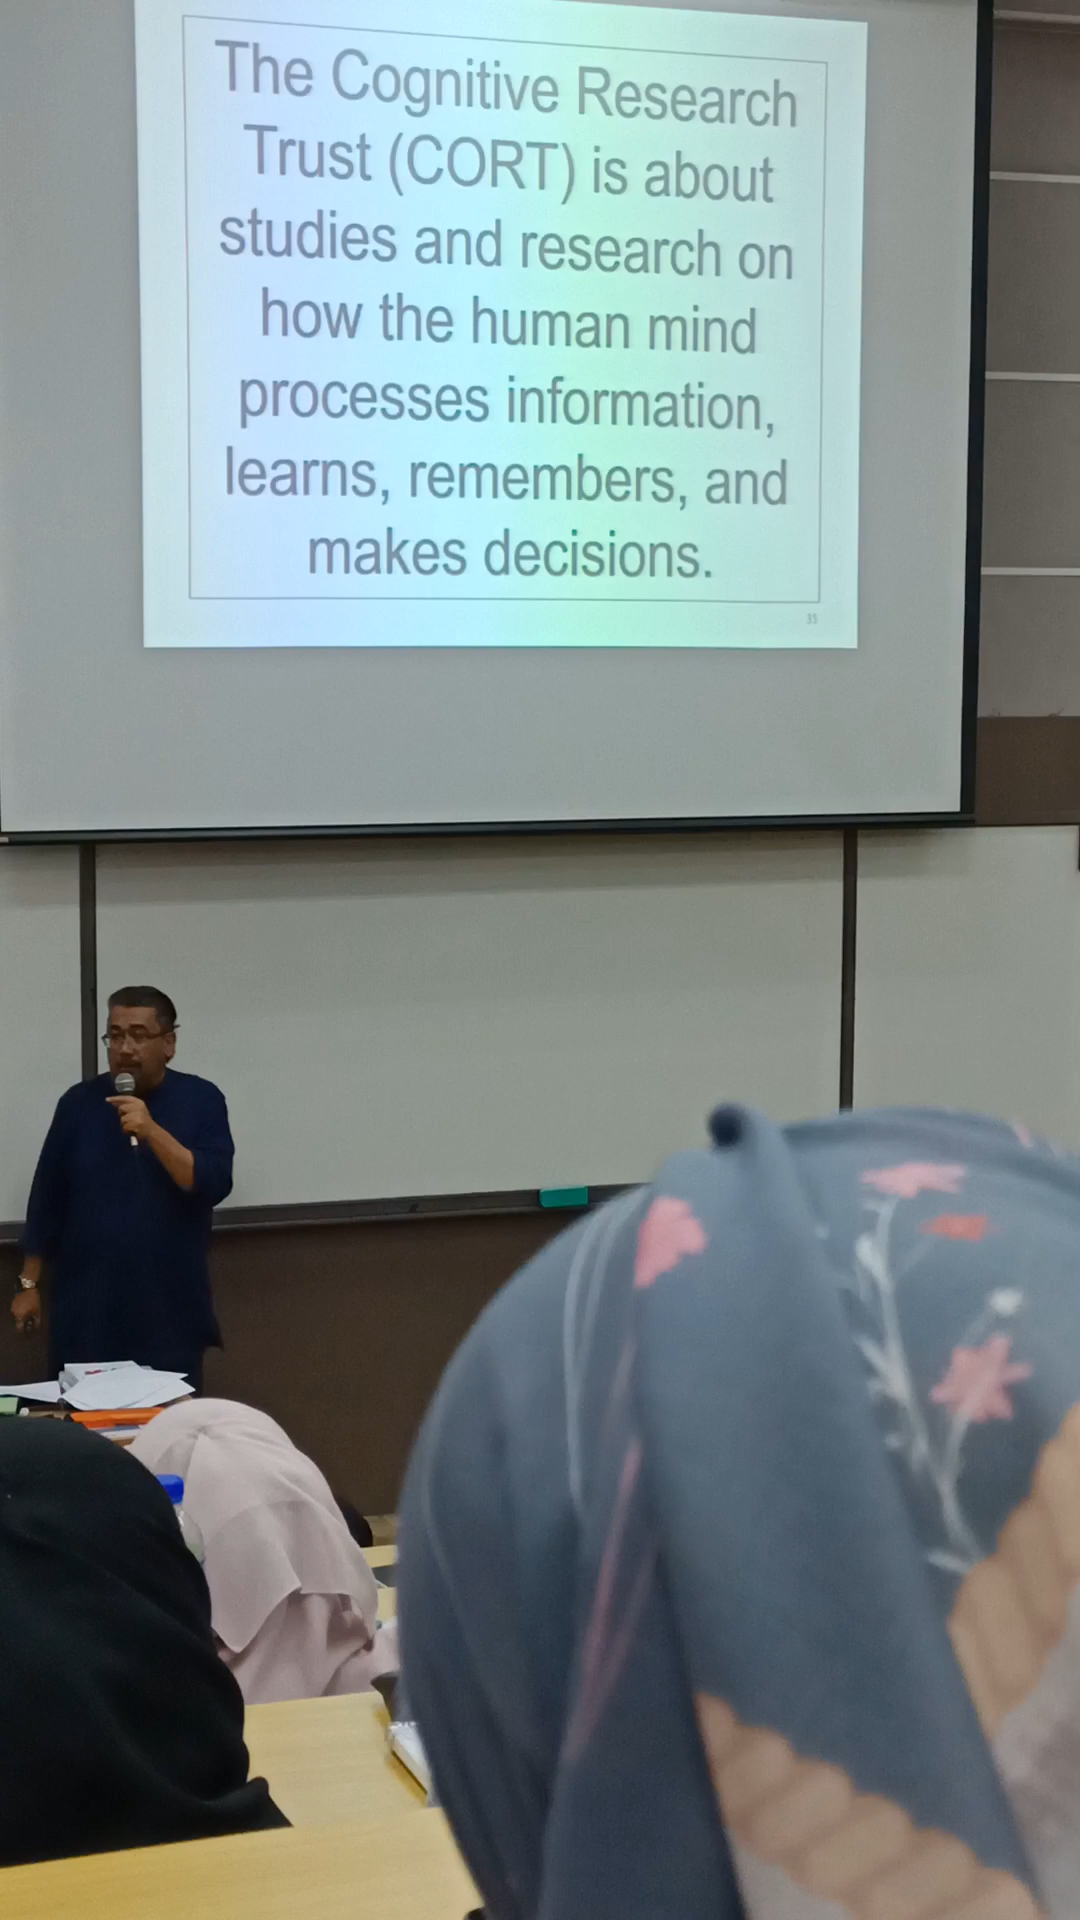 The Cognitive Research
Trust (CORT) is about
studies and research on
how the human mind
processes information,
learns, remembers, and
makes decisions.
35